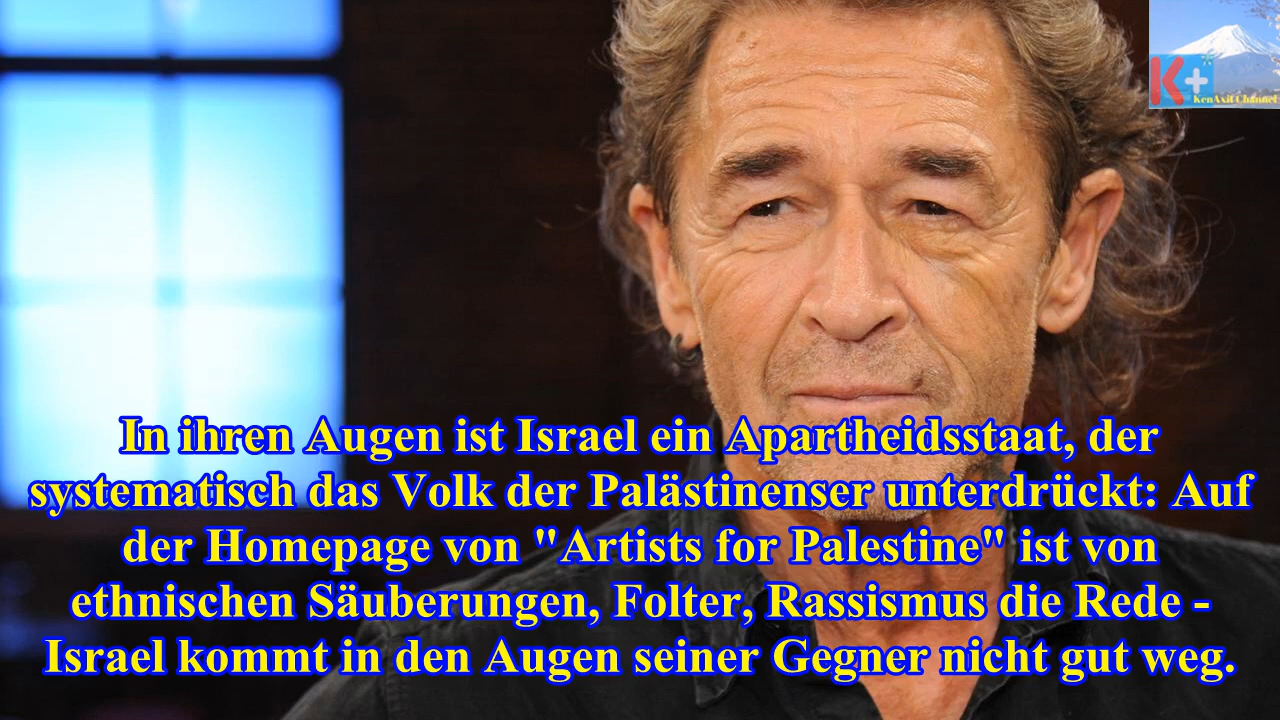 K+
KenAxit Channel
In ihren Augen ist Israel ein Apartheidsstaat, der
systematisch das Volk der Palästinenser unterdrückt: Auf
der Homepage von "Artists for Palestine" ist von
ethnischen Säuberungen, Folter, Rassismus die Rede -
Israel kommt in den Augen seiner Gegner nicht gut weg.